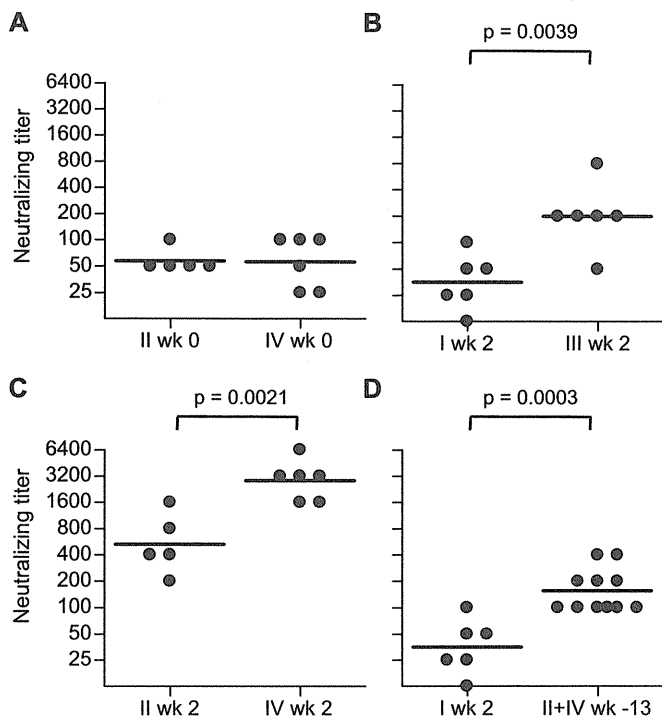 A
B
p = 0.0039
Neutralizing titer
6400
3200
1600
800
400
200
100
50
25
II wk 0
IV wk 0
I wk 2
III wk 2
C
D
p = 0.0021
p = 0.0003
Neutralizing titer
6400
3200
1600
800
400
200
100
50
25
II wk 2
IV wk 2
I wk 2
II+IV wk -13